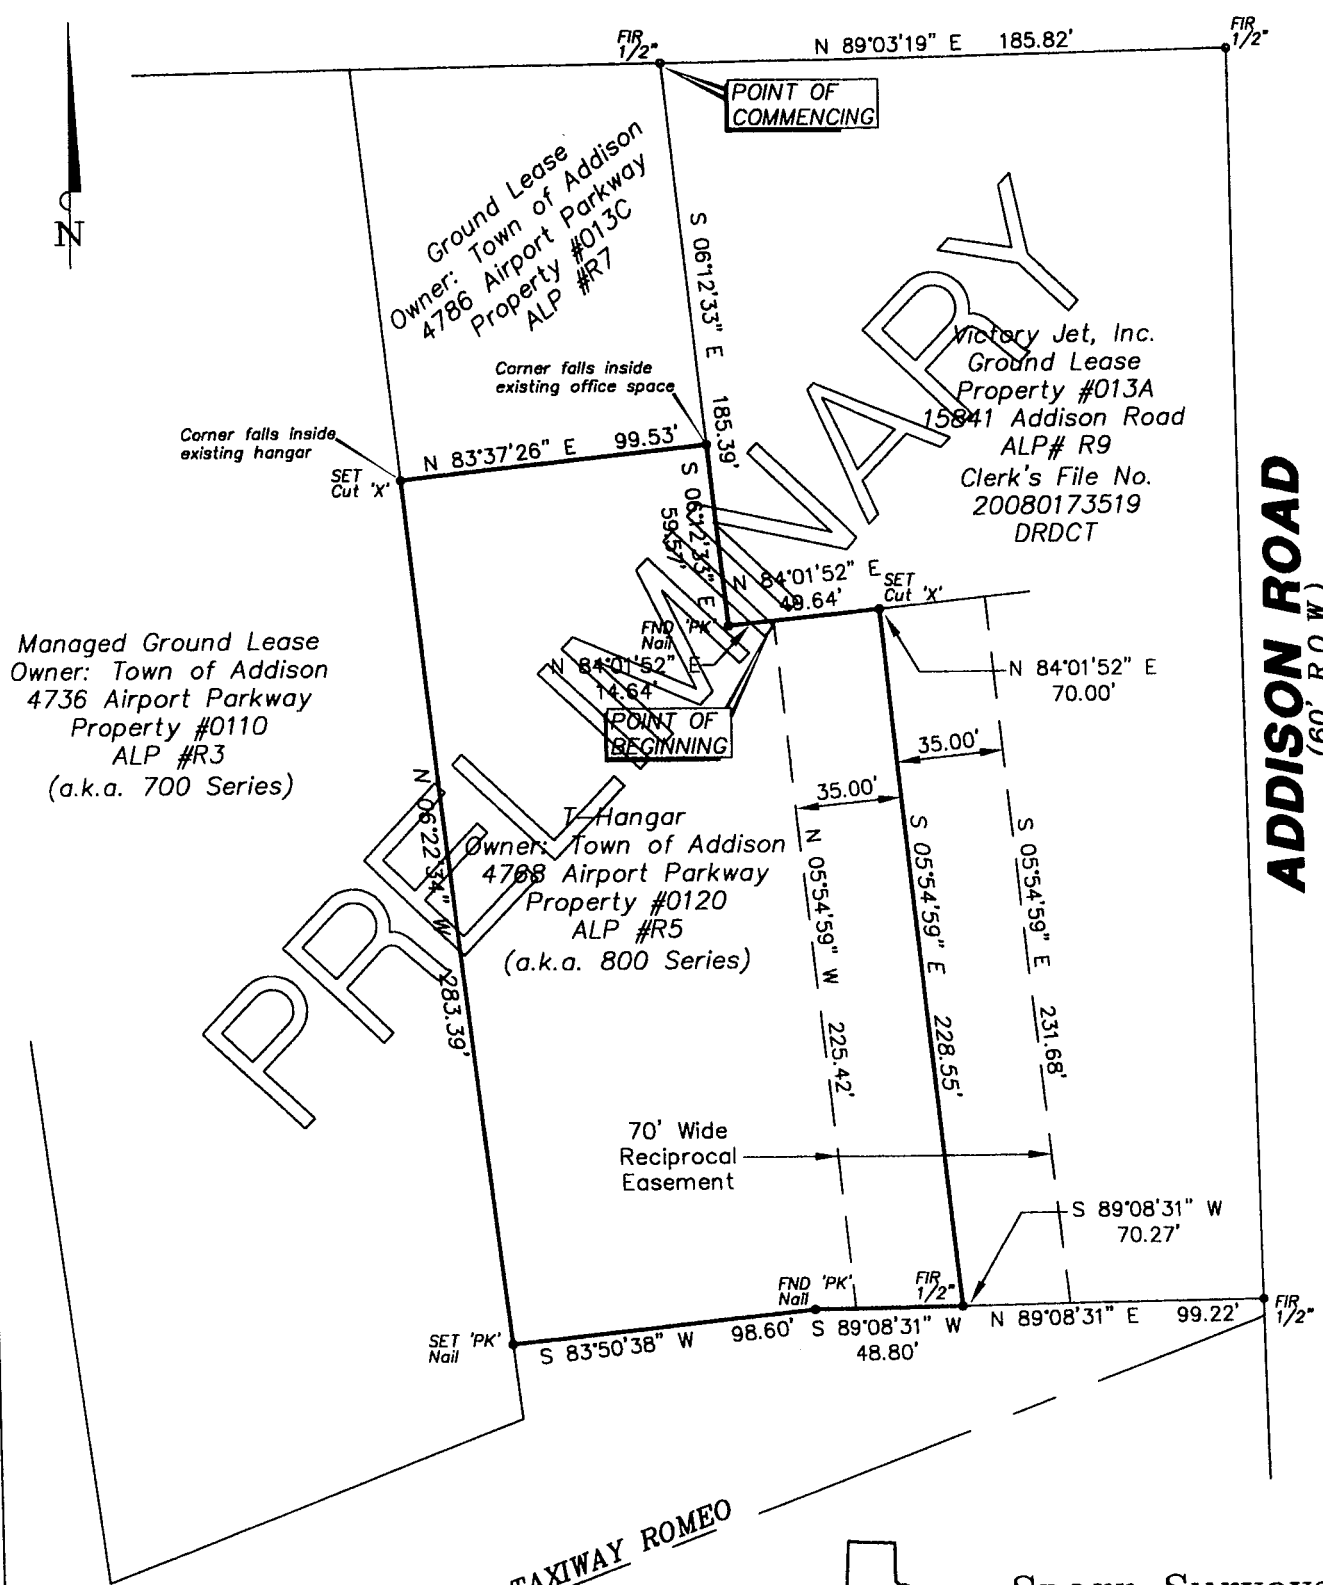 FIR
1/2"
N 89°03'19" E 185.82'
FIR
1/2"
POINT OF
COMMENCING
N
Ground Lease
Owner: Town of Addison
4786 Airport Parkway
Property #013C
ALP #R7
S 06°12'33" E 185.39'
Victory Jet, Inc.
Ground Lease
Property #013A
15841 Addison Road
ALP# R9
Clerk's File No.
20080173519
DRDCT
Corner falls inside
existing office space
Corner falls inside
existing hangar
SET
Cut 'X'
N 83°37'26" E 99.53'
S 06°12'33" E
59.57'
N 84°01'52" E
49.64'
SET
Cut 'X'
FND 'PK'
Nail
N 84°01'52" E
14.64'
POINT OF
BEGINNING
N 84°01'52" E
70.00'
ADDISON ROAD
(60' R.O.W)
Managed Ground Lease
Owner: Town of Addison
4736 Airport Parkway
Property #0110
ALP #R3
(a.k.a. 700 Series)
35.00'
35.00'
T-Hangar
Owner: Town of Addison
4768 Airport Parkway
Property #0120
ALP #R5
(a.k.a. 800 Series)
N 06°22'34" W 283.39'
N 05°54'59" W 225.42'
S 05°54'59" E 228.55'
S 05°54'59" E 231.68'
PRELIMINARY
70' Wide
Reciprocal
Easement
S 89°08'31" W
70.27'
FND 'PK'
Nail
FIR
1/2"
SET 'PK'
Nail
S 83°50'38" W 98.60'
S 89°08'31" W
48.80'
N 89°08'31" E 99.22'
FIR
1/2"
TAXIWAY ROMEO